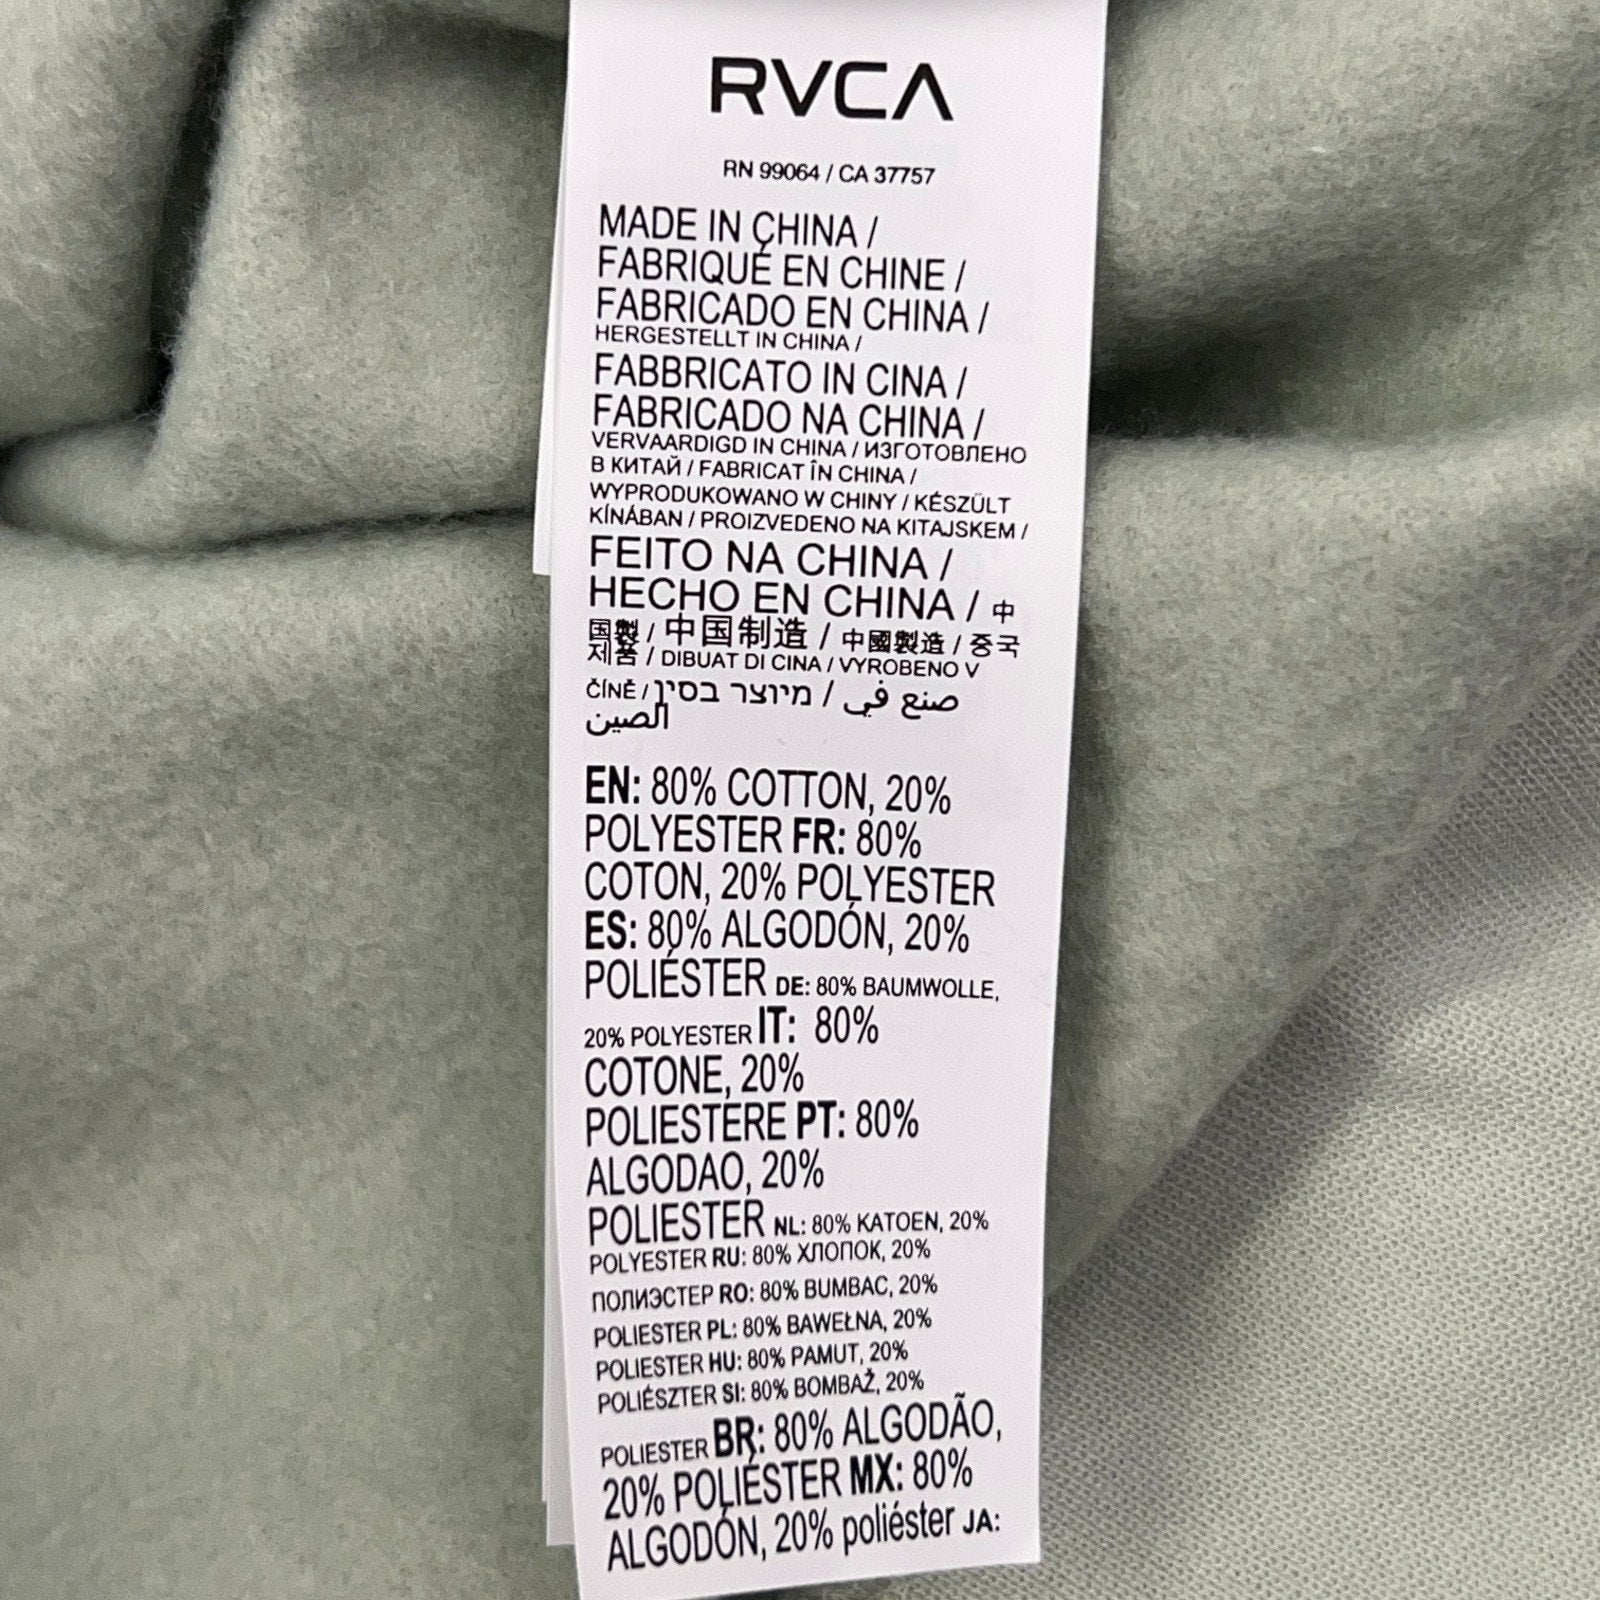 RVCA
RN 99064 / CA 37757
MADE IN CHINA /
FABRIQUÉ EN CHINE /
FABRICADO EN CHINA /
HERGESTELLT IN CHINA /
FABBRICATO IN CINA /
FABRICADO NA CHINA /
VERVAARDIGD IN CHINA / ИЗГОТОВЛЕНО
В КИТАЙ / FABRICAT ÎN CHINA /
WYPRODUKOWANO W CHINY / KÉSZÜLT
KÍNÁBAN / PROIZVEDENO NA KITAJSKEM /
FEITO NA CHINA /
HECHO EN CHINA / 中
国製 / 中国制造 / 中國製造 / 중국
제품 / DIBUAT DI CINA / VYROBENO V
ČÍNĚ / מיוצר בסין / صنع في
الصين
EN: 80% COTTON, 20%
POLYESTER FR: 80%
COTON, 20% POLYESTER
ES: 80% ALGODÓN, 20%
POLIÉSTER DE: 80% BAUMWOLLE,
20% POLYESTER IT: 80%
COTONE, 20%
POLIESTERE PT: 80%
ALGODAO, 20%
POLIESTER NL: 80% KATOEN, 20%
POLYESTER RU: 80% ХЛОПОК, 20%
ПОЛИЭСТЕР RO: 80% BUMBAC, 20%
POLIESTER PL: 80% BAWEŁNA, 20%
POLIESTER HU: 80% PAMUT, 20%
POLIÉSZTER SI: 80% BOMBAŽ, 20%
POLIESTER BR: 80% ALGODÃO,
20% POLIÉSTER MX: 80%
ALGODÓN, 20% poliéster JA: